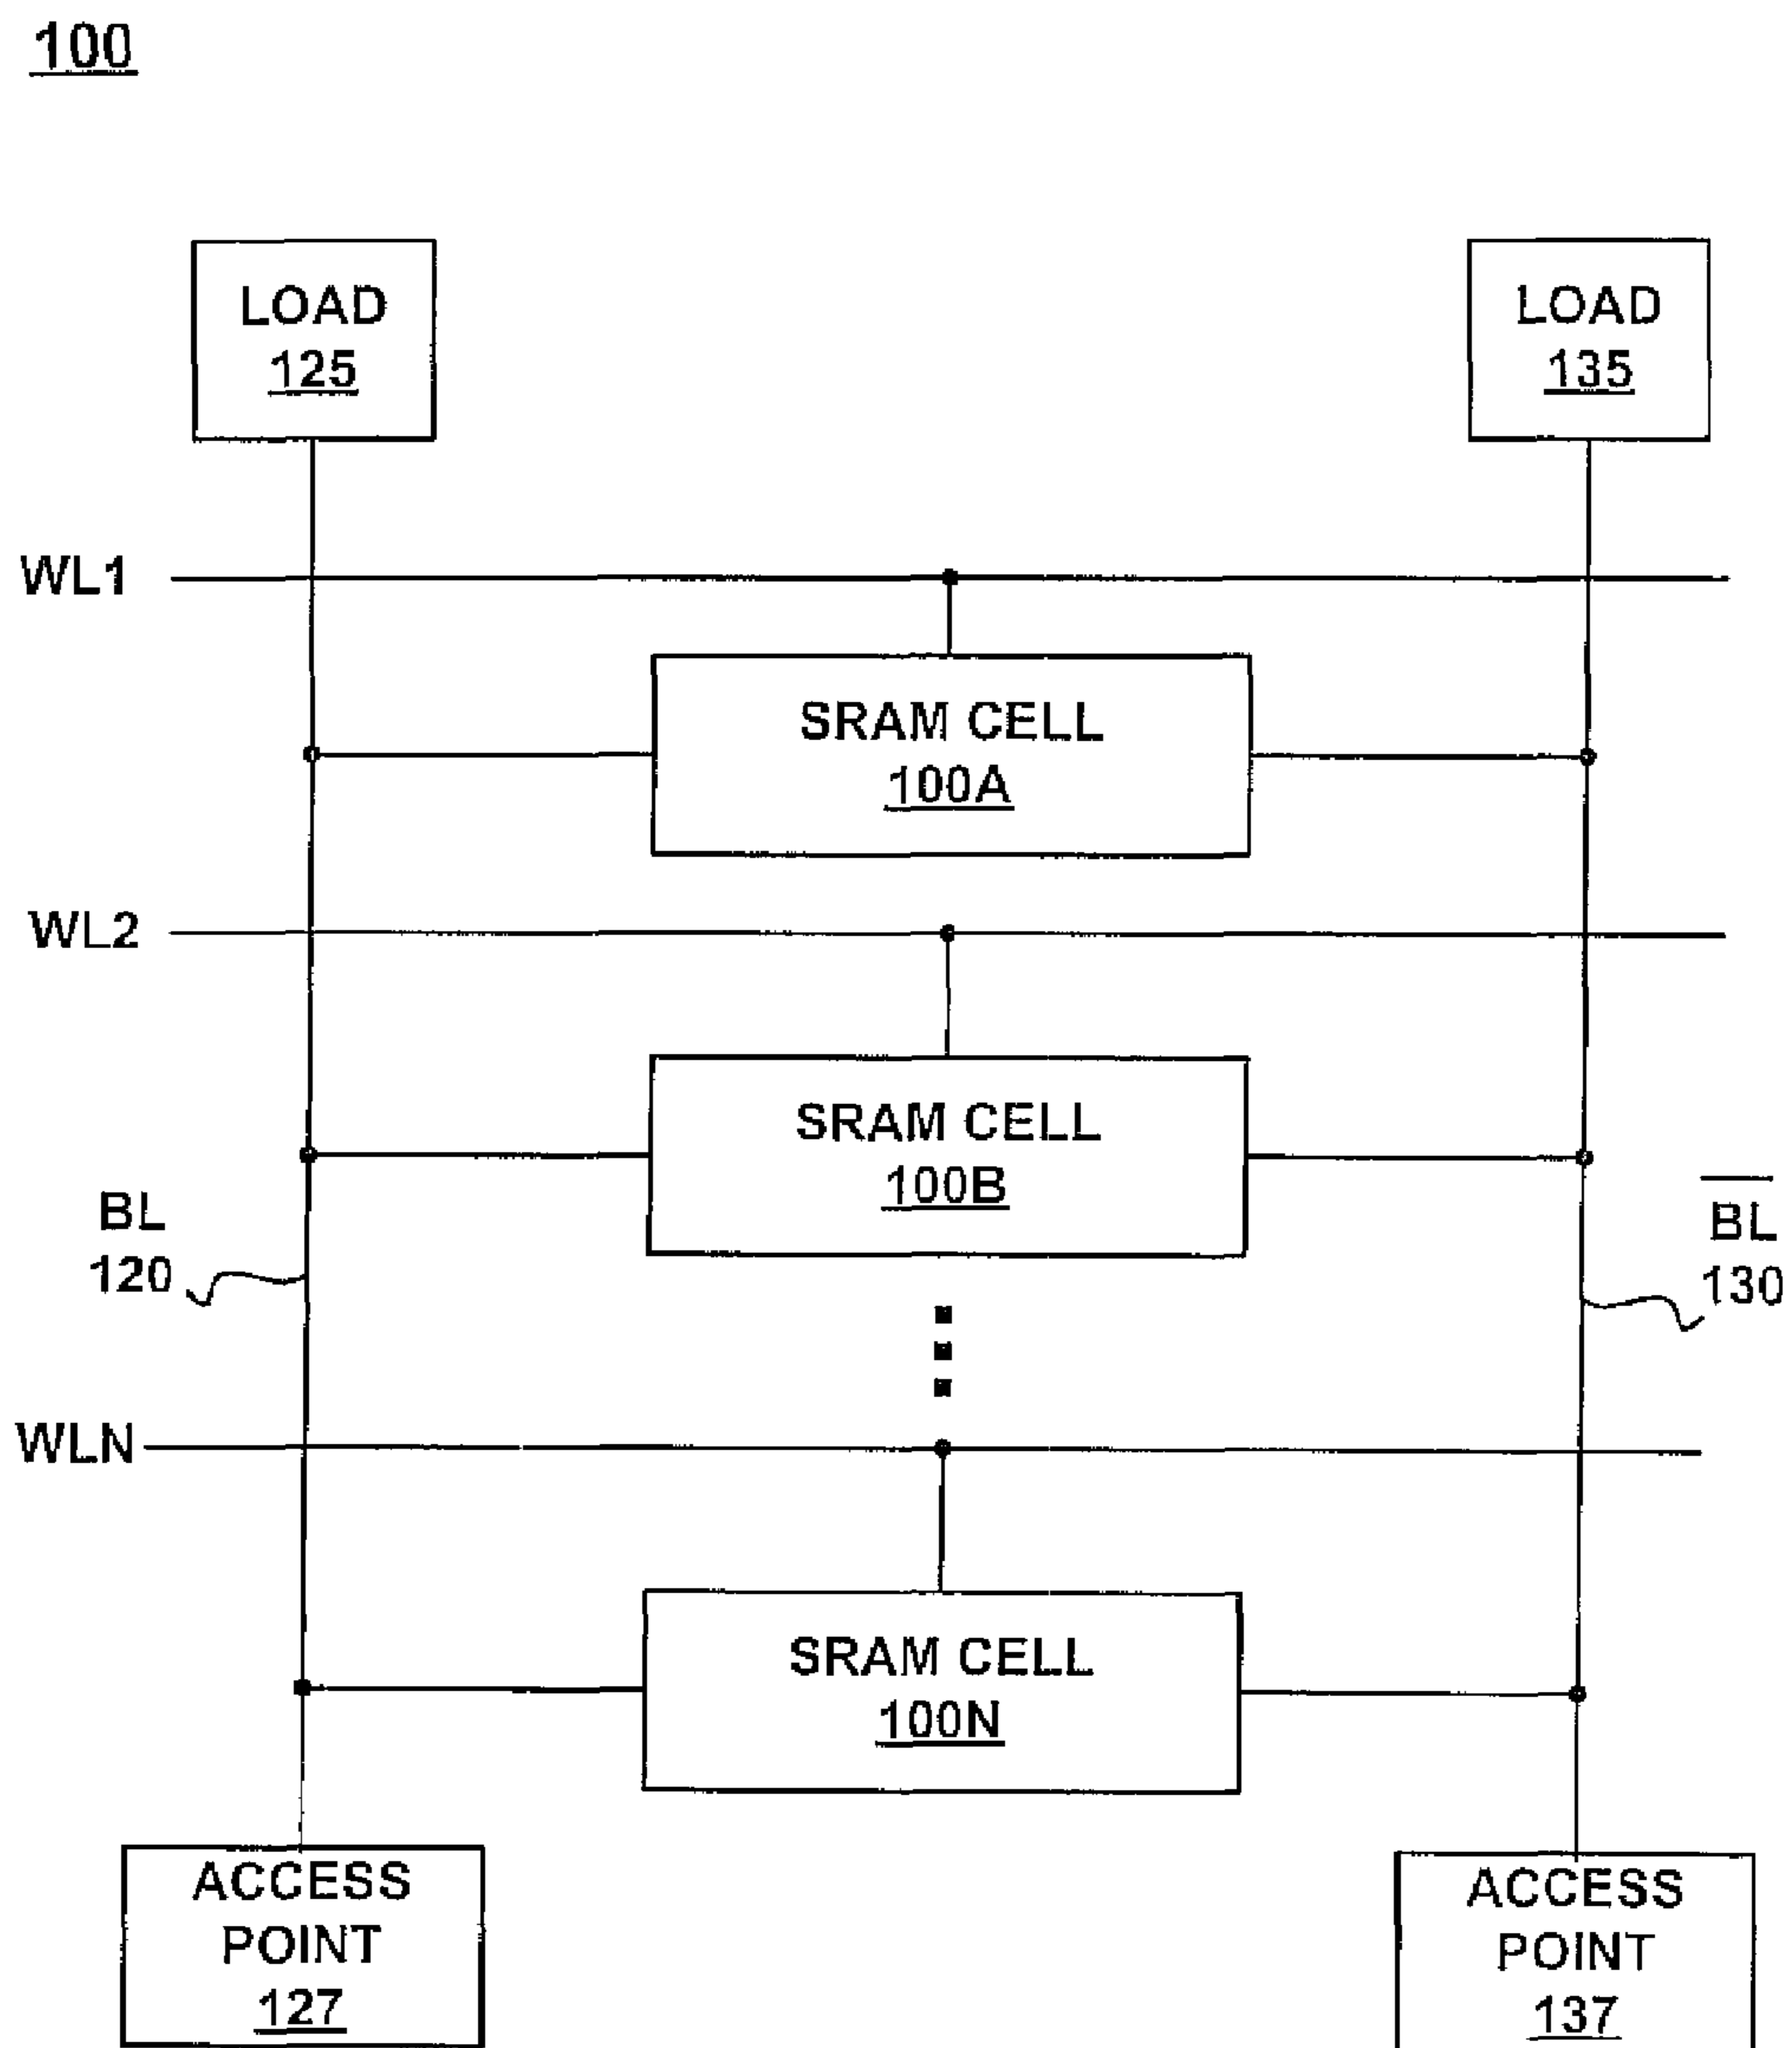 100
LOAD
125
LOAD
135
WL1
SRAM CELL
100A
WL2
SRAM CELL
100B
BL
120
B̅L̅
130
WLN
SRAM CELL
100N
ACCESS
POINT
127
ACCESS
POINT
137